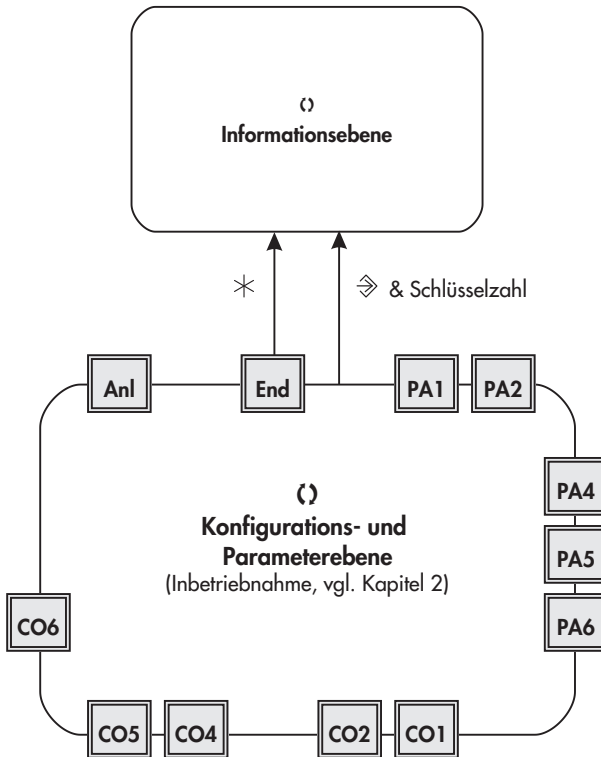 Informationsebene
& Schlüsselzahl
Anl
End
PA1
PA2
PA4
Konfigurations- und
Parameterebene
(Inbetriebnahme, vgl. Kapitel 2)
PA5
CO6
PA6
CO5
CO4
CO2
CO1